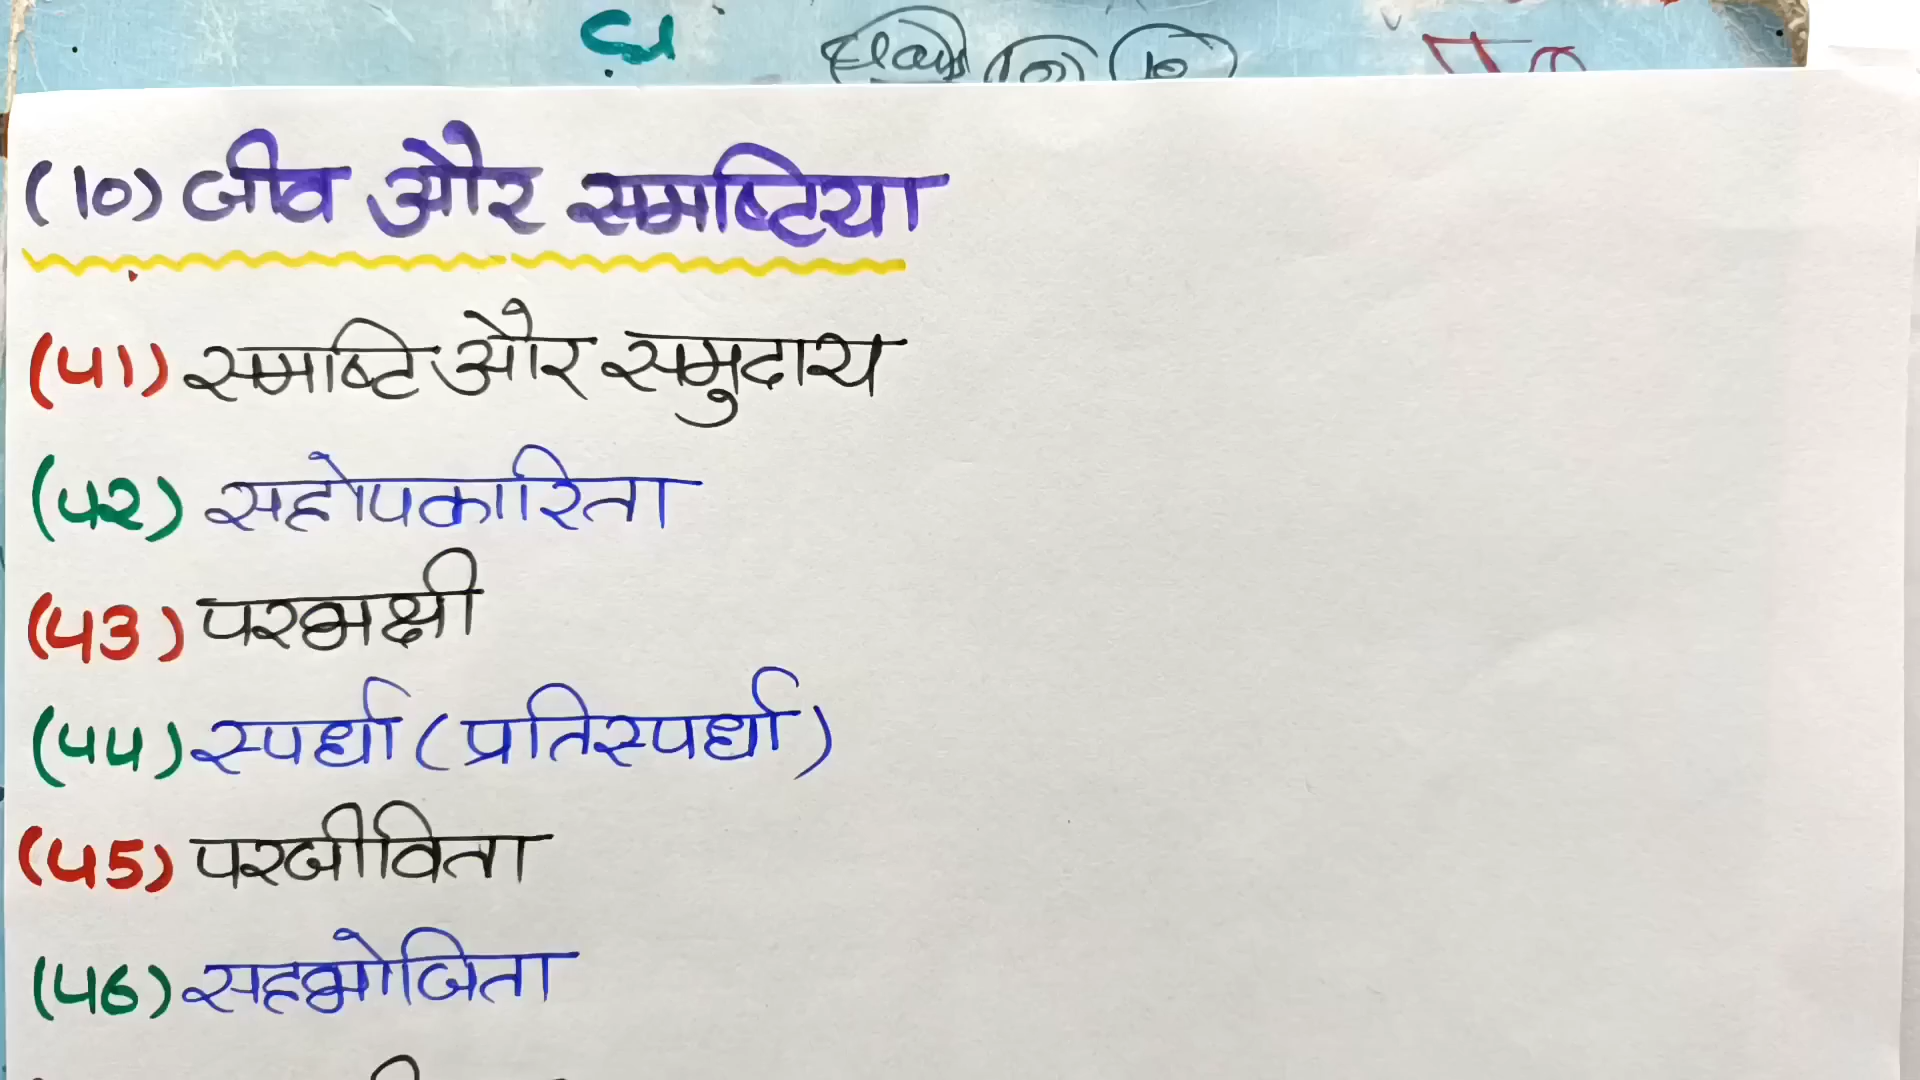 (10) जीव और समष्टिया
(41) समष्टि और समुदाय
(42) सहोपकारिता
(43) परभक्षी
(44) स्पर्धा (प्रतिस्पर्धा)
(45) परजीविता
(46) सहभोजिता